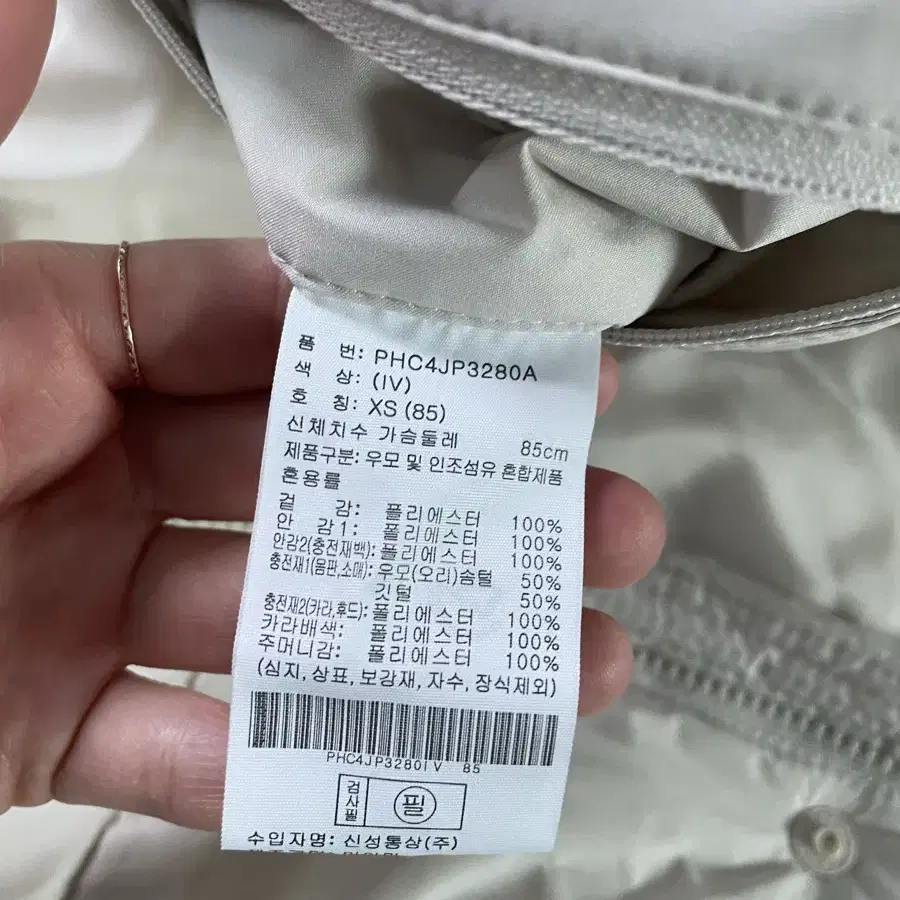 품 번: PHC4JP3280A
색 상: (IV)
호 칭: XS (85)
신체치수 가슴둘레 85cm
제품구분: 우모 및 인조섬유 혼합제품
혼용률
겉 감: 폴리에스터 100%
안 감1: 폴리에스터 100%
안감2(충전재백): 폴리에스터 100%
충전재1(몸판,소매): 우모(오리)솜털 50%
깃털 50%
충전재2(카라,후드): 폴리에스터 100%
카라배색: 폴리에스터 100%
주머니감: 폴리에스터 100%
(심지, 상표, 보강재, 자수, 장식제외)
PHC4JP3280IV 85
검사필 필
수입자명: 신성통상(주)